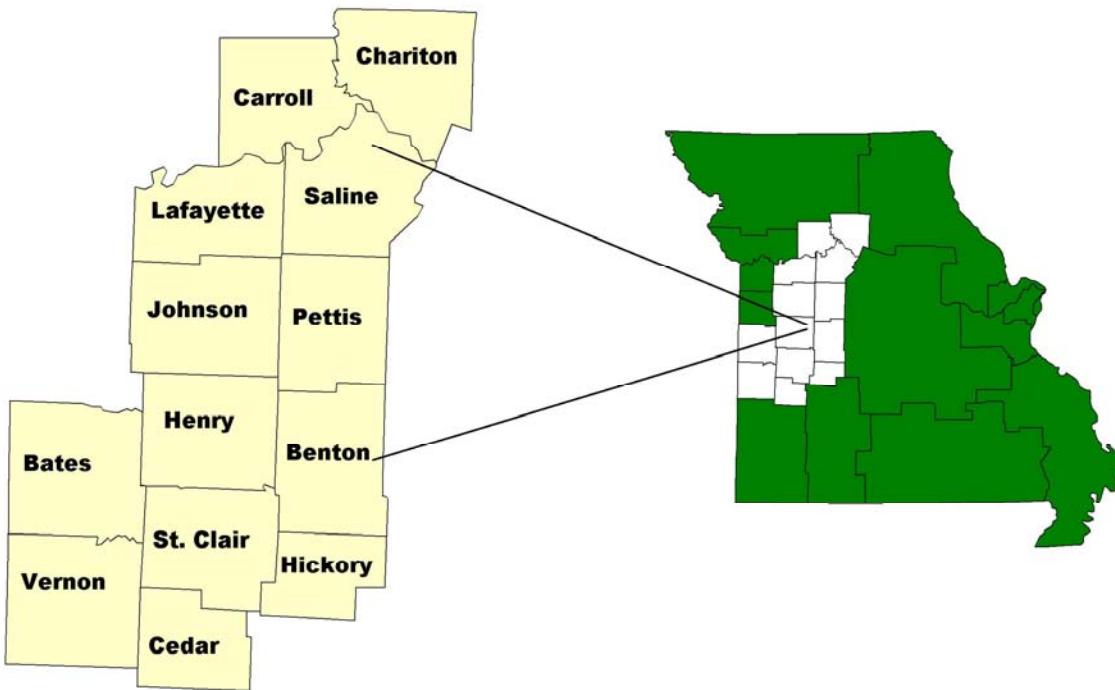 Chariton
Carroll
Saline
Lafayette
Johnson
Pettis
Henry
Benton
Bates
St. Clair
Hickory
Vernon
Cedar